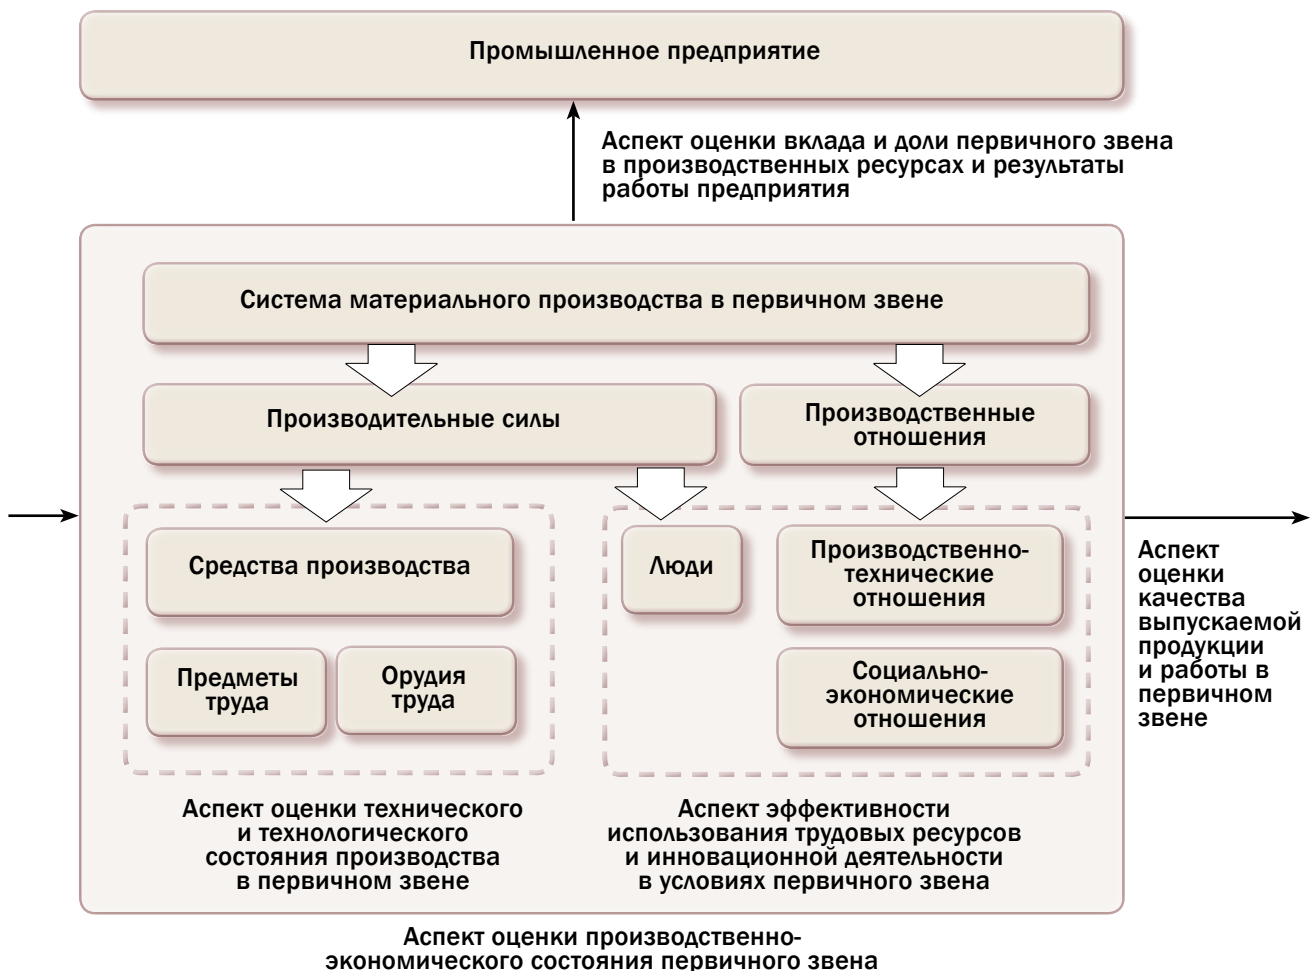 Промышленное предприятие
Аспект оценки вклада и доли первичного звена
в производственных ресурсах и результаты
работы предприятия
Система материального производства в первичном звене
Производительные силы
Производственные
отношения
Средства производства
Люди
Производственно-
технические
отношения
Предметы
труда
Орудия
труда
Социально-
экономические
отношения
Аспект
оценки
качества
выпускаемой
продукции
и работы в
первичном
звене
Аспект оценки технического
и технологического
состояния производства
в первичном звене
Аспект эффективности
использования трудовых ресурсов
и инновационной деятельности
в условиях первичного звена
Аспект оценки производственно-
экономического состояния первичного звена